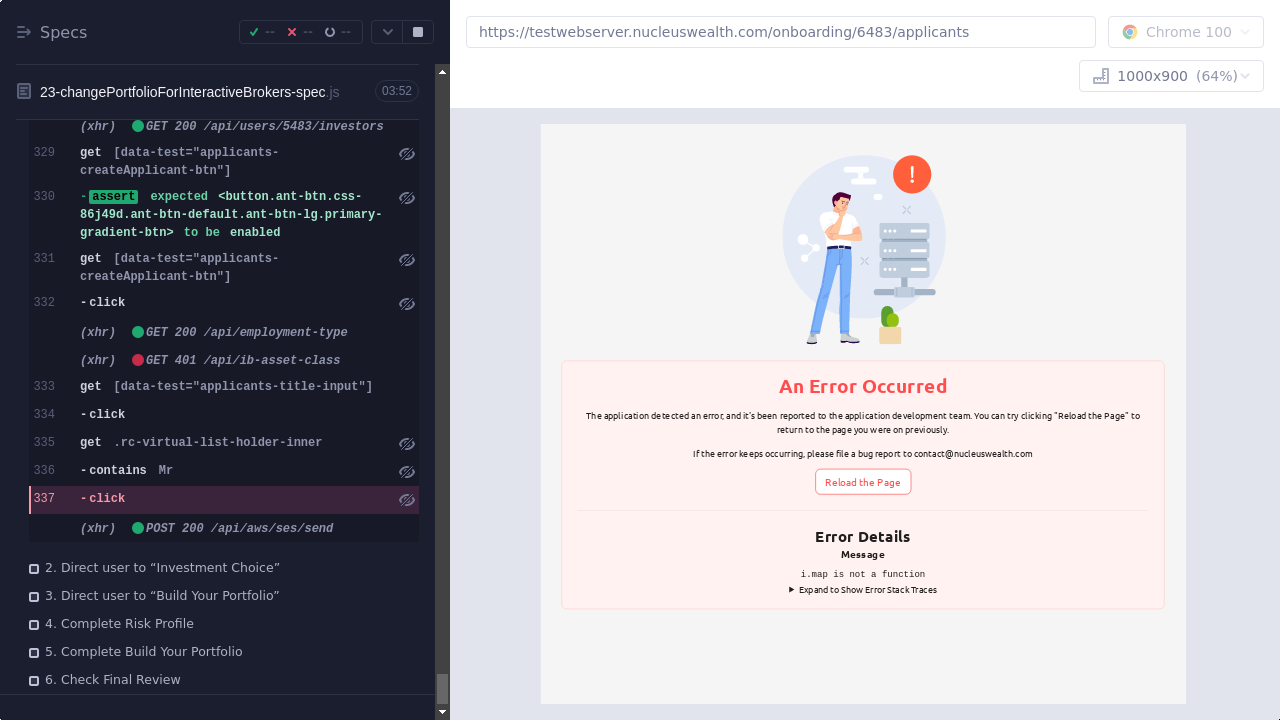 Specs
--
--
--
23-changePortfolioForInteractiveBrokers-spec.js
03:52
(xhr) GET 200 /api/users/5483/investors
329 get [data-test="applicants-
createApplicant-btn"]
330 -assert expected <button.ant-btn.css-
86j49d.ant-btn-default.ant-btn-lg.primary-
gradient-btn> to be enabled
331 get [data-test="applicants-
createApplicant-btn"]
332 -click
(xhr) GET 200 /api/employment-type
(xhr) GET 401 /api/ib-asset-class
333 get [data-test="applicants-title-input"]
334 -click
335 get .rc-virtual-list-holder-inner
336 -contains Mr
337 -click
(xhr) POST 200 /api/aws/ses/send
2. Direct user to “Investment Choice”
3. Direct user to “Build Your Portfolio”
4. Complete Risk Profile
5. Complete Build Your Portfolio
6. Check Final Review
https://testwebserver.nucleuswealth.com/onboarding/6483/applicants
Chrome 100
1000x900 (64%)
!
An Error Occurred
The application detected an error, and it's been reported to the application development team. You can try clicking "Reload the Page" to
return to the page you were on previously.
If the error keeps occurring, please file a bug report to contact@nucleuswealth.com
Reload the Page
Error Details
Message
i.map is not a function
Expand to Show Error Stack Traces